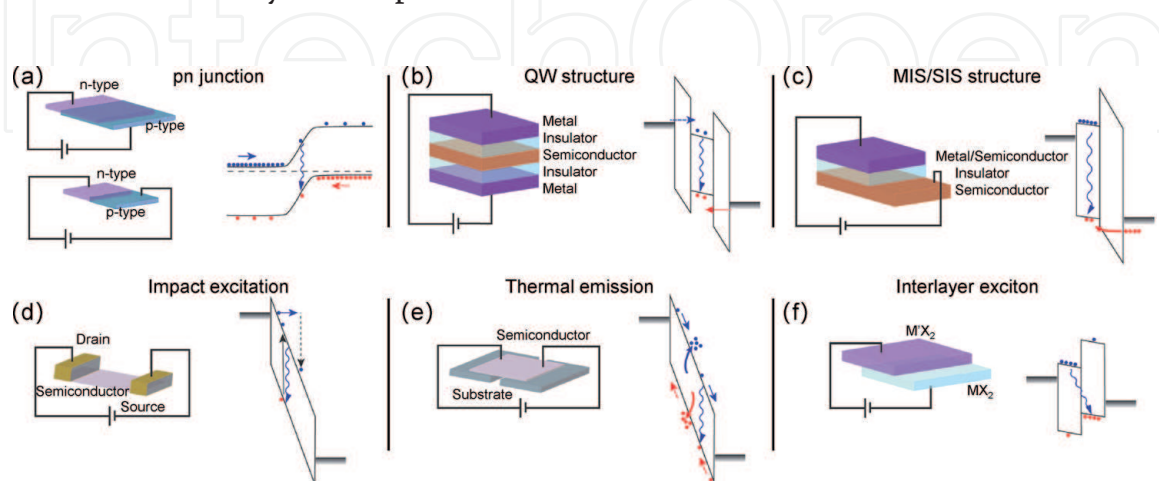 IntechOpen
(a) pn junction
n-type
p-type
n-type
p-type
(b) QW structure
Metal
Insulator
Semiconductor
Insulator
Metal
(c) MIS/SIS structure
Metal/Semiconductor
Insulator
Semiconductor
(d) Impact excitation
Drain
Semiconductor
Source
(e) Thermal emission
Semiconductor
Substrate
(f) Interlayer exciton
M'X2
MX2